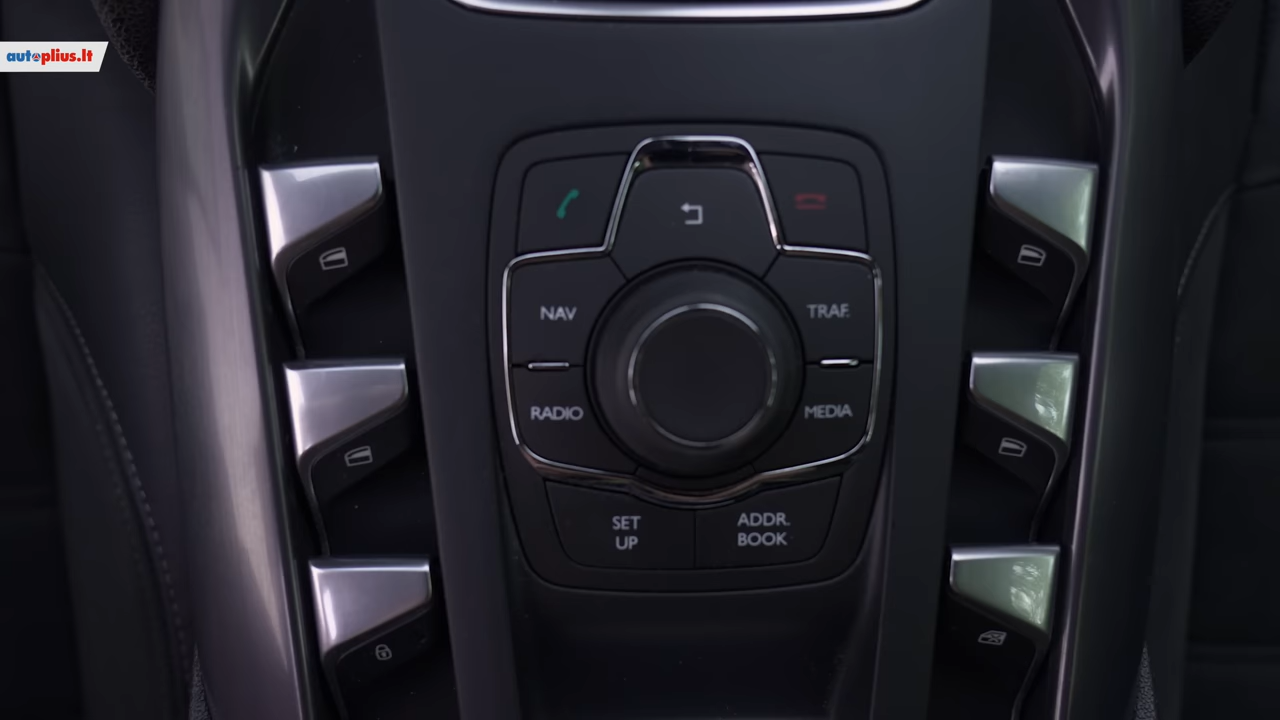 autoplius.lt
NAV
TRAF.
RADIO
MEDIA
SET
UP
ADDR.
BOOK